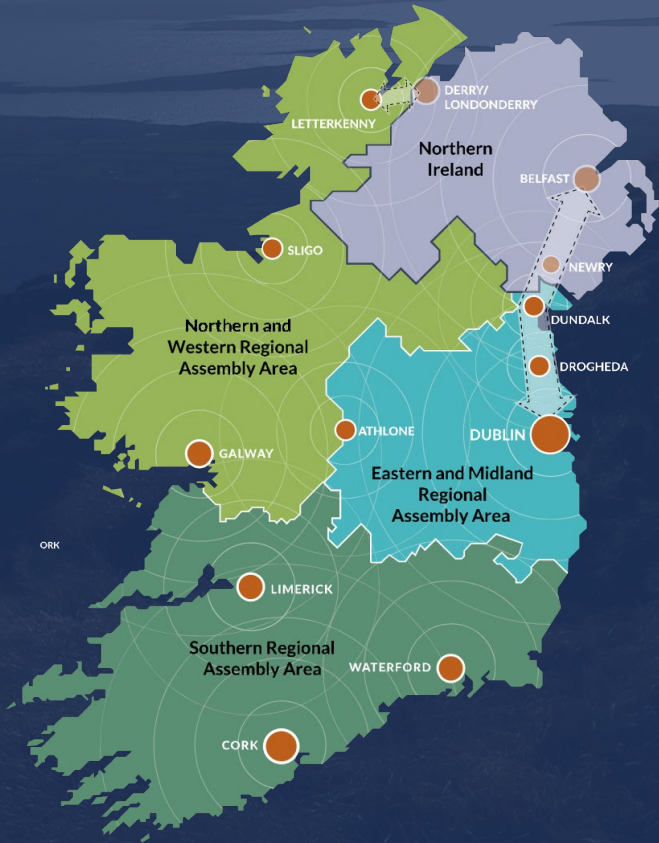 DERRY/
LONDONDERRY
LETTERKENNY
Northern
Ireland
BELFAST
SLIGO
NEWRY
DUNDALK
Northern and
Western Regional
Assembly Area
DROGHEDA
ATHLONE
DUBLIN
GALWAY
Eastern and Midland
Regional
Assembly Area
ORK
LIMERICK
Southern Regional
Assembly Area
WATERFORD
CORK